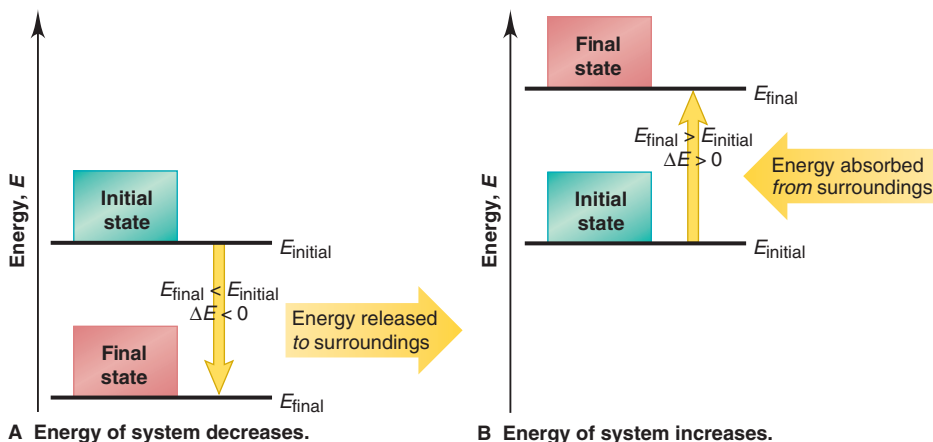 Energy, E
Initial
state
E initial
E final < E initial
ΔE < 0
Energy released
to surroundings
Final
state
E final
A Energy of system decreases.
Energy, E
Final
state
E final
E final > E initial
ΔE > 0
Energy absorbed
from surroundings
Initial
state
E initial
B Energy of system increases.